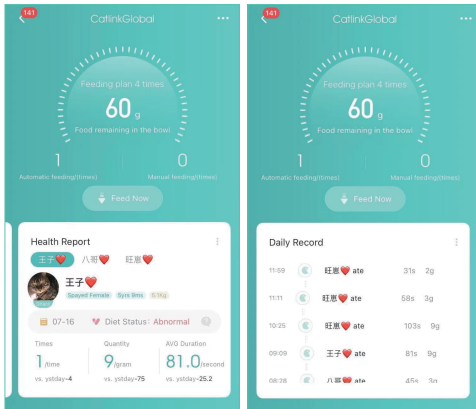 141
CatlinkGlobal
Feeding plan 4 times
60 g
Food remaining in the bowl
1
0
Automatic feeding/(times)
Manual feeding/(times)
Feed Now
Health Report
王子❤️ 八哥❤️ 旺崽❤️
王子❤️
Spayed Female 5yrs 9ms 5.1Kg
07-16 Diet Status: Abnormal
Times Quantity AVG Duration
1/time 9/gram 81.0/second
vs. ystday-4 vs. ystday-75 vs. ystday-25.2
141
CatlinkGlobal
Feeding plan 4 times
60 g
Food remaining in the bowl
1
0
Automatic feeding/(times)
Manual feeding/(times)
Feed Now
Daily Record
11:59 旺崽❤️ ate 31s 2g
11:11 旺崽❤️ ate 58s 3g
10:25 旺崽❤️ ate 103s 9g
09:09 王子❤️ ate 81s 9g
08:28 八哥❤️ ate 45s 3g